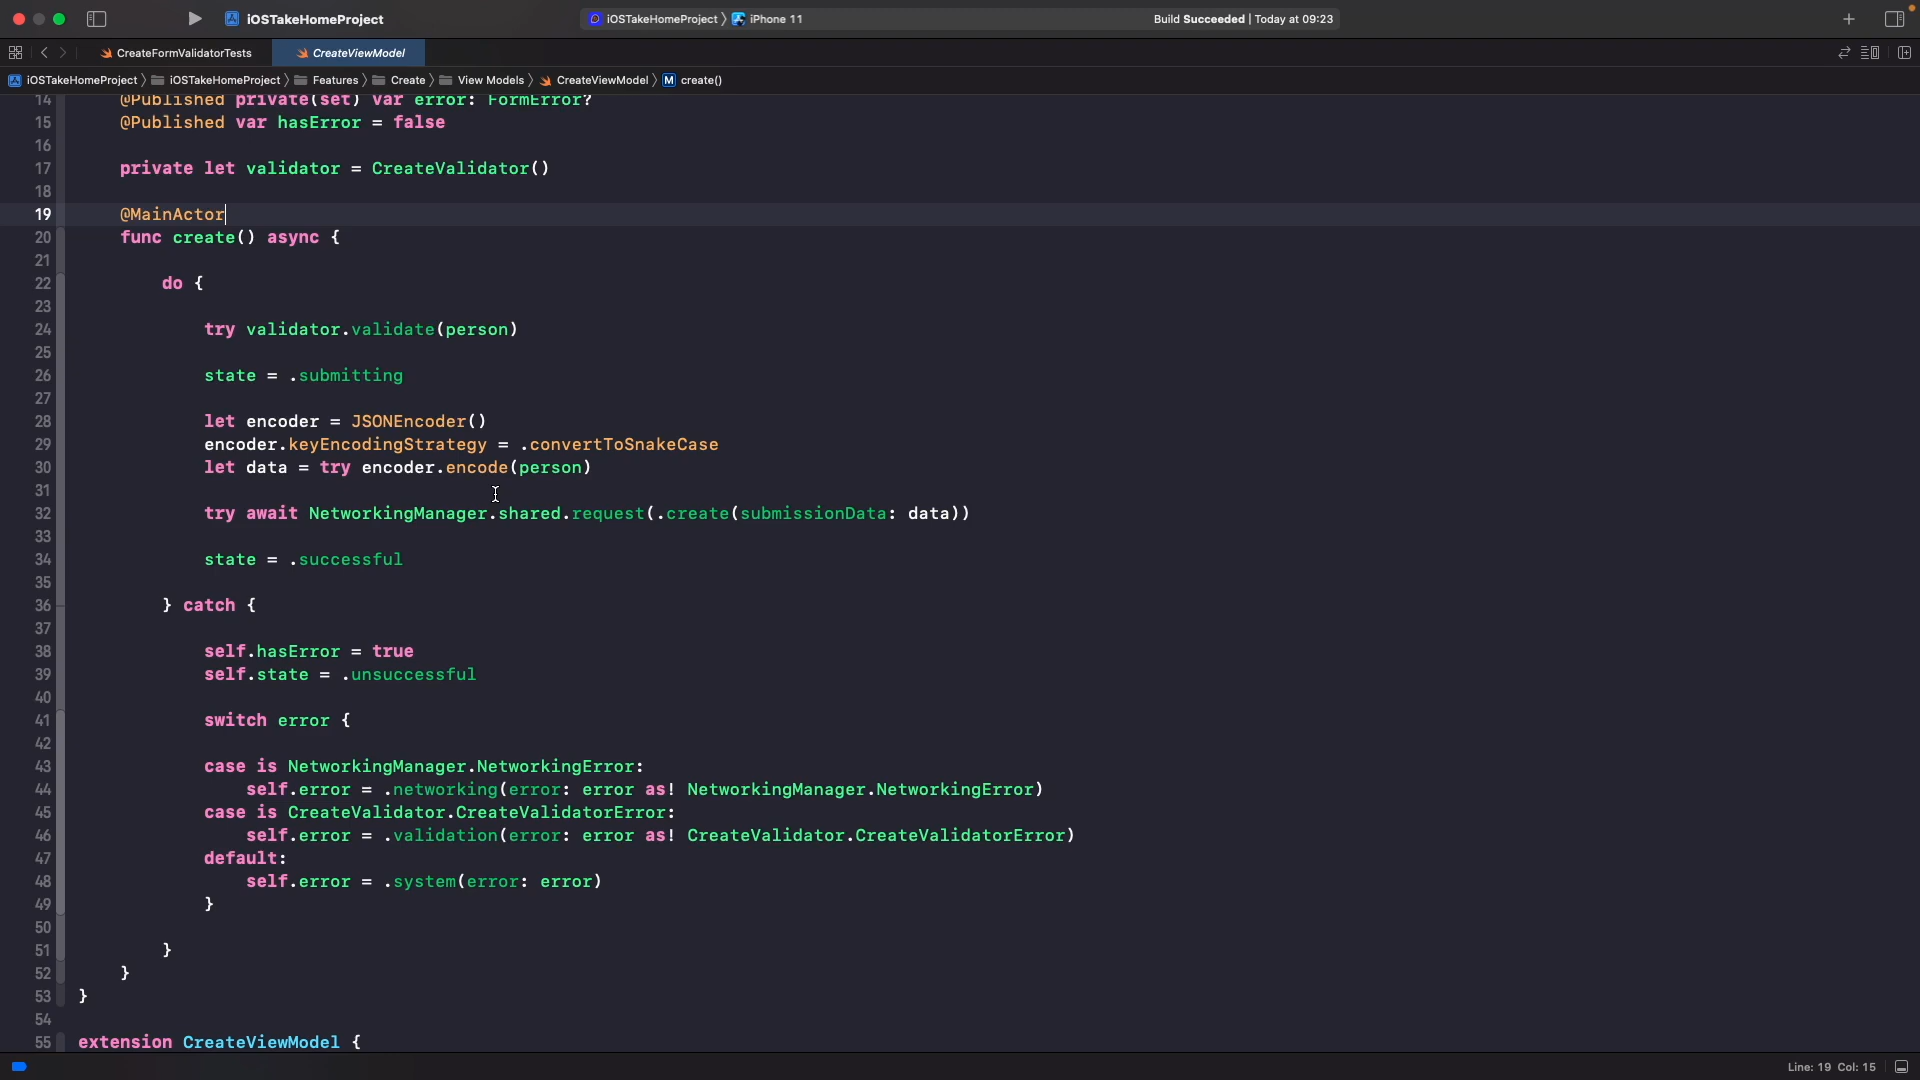 iOSTakeHomeProject
iOSTakeHomeProject 〉 iPhone 11
Build Succeeded | Today at 09:23
CreateFormValidatorTests
CreateViewModel
iOSTakeHomeProject 〉 iOSTakeHomeProject 〉 Features 〉 Create 〉 View Models 〉 CreateViewModel 〉 M create()
14 @Published private(set) var error: FormError?
15 @Published var hasError = false
16
17 private let validator = CreateValidator()
18
19 @MainActor
20 func create() async {
21
22 do {
23
24 try validator.validate(person)
25
26 state = .submitting
27
28 let encoder = JSONEncoder()
29 encoder.keyEncodingStrategy = .convertToSnakeCase
30 let data = try encoder.encode(person)
31
32 try await NetworkingManager.shared.request(.create(submissionData: data))
33
34 state = .successful
35
36 } catch {
37
38 self.hasError = true
39 self.state = .unsuccessful
40
41 switch error {
42
43 case is NetworkingManager.NetworkingError:
44 self.error = .networking(error: error as! NetworkingManager.NetworkingError)
45 case is CreateValidator.CreateValidatorError:
46 self.error = .validation(error: error as! CreateValidator.CreateValidatorError)
47 default:
48 self.error = .system(error: error)
49 }
50
51 }
52 }
53 }
54
55 extension CreateViewModel {
Line: 19 Col: 15